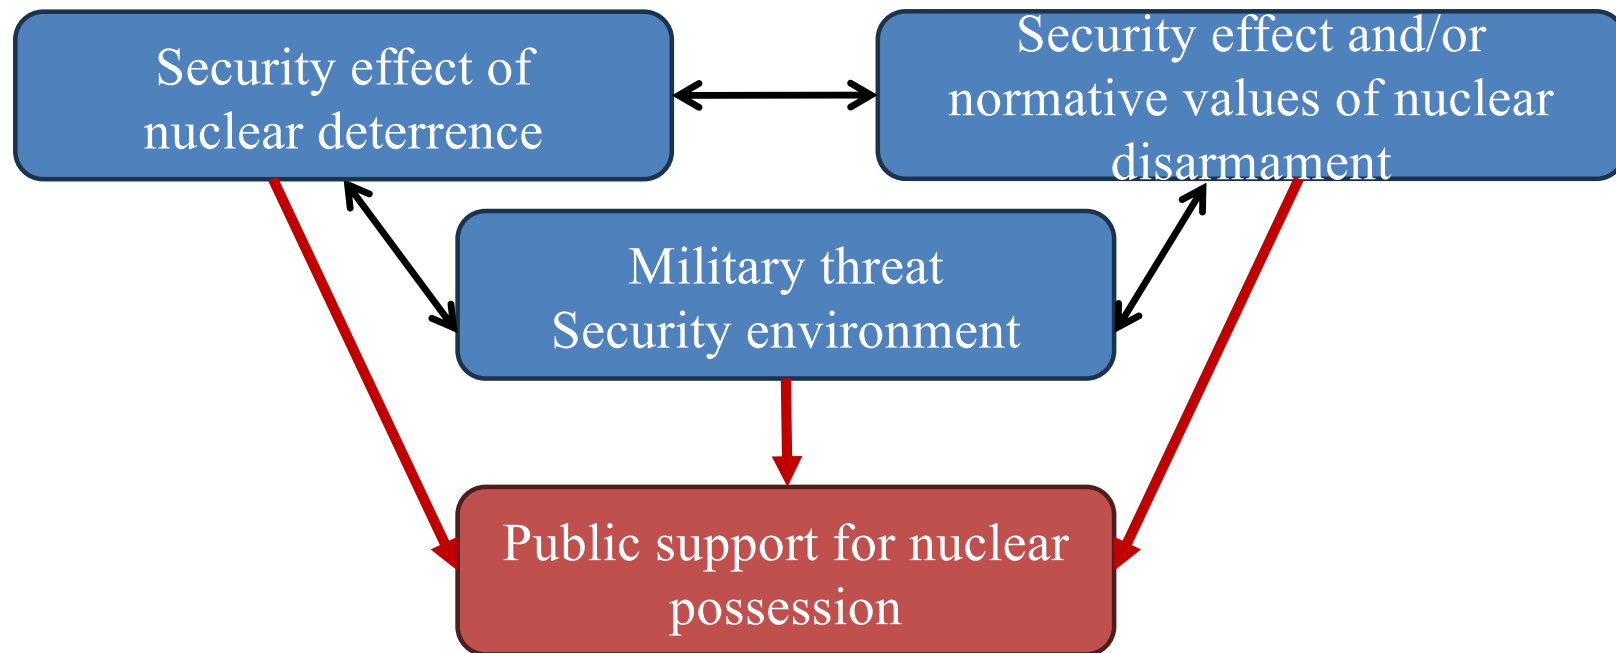 Security effect of
nuclear deterrence
Security effect and/or
normative values of nuclear
disarmament
Military threat
Security environment
Public support for nuclear
possession